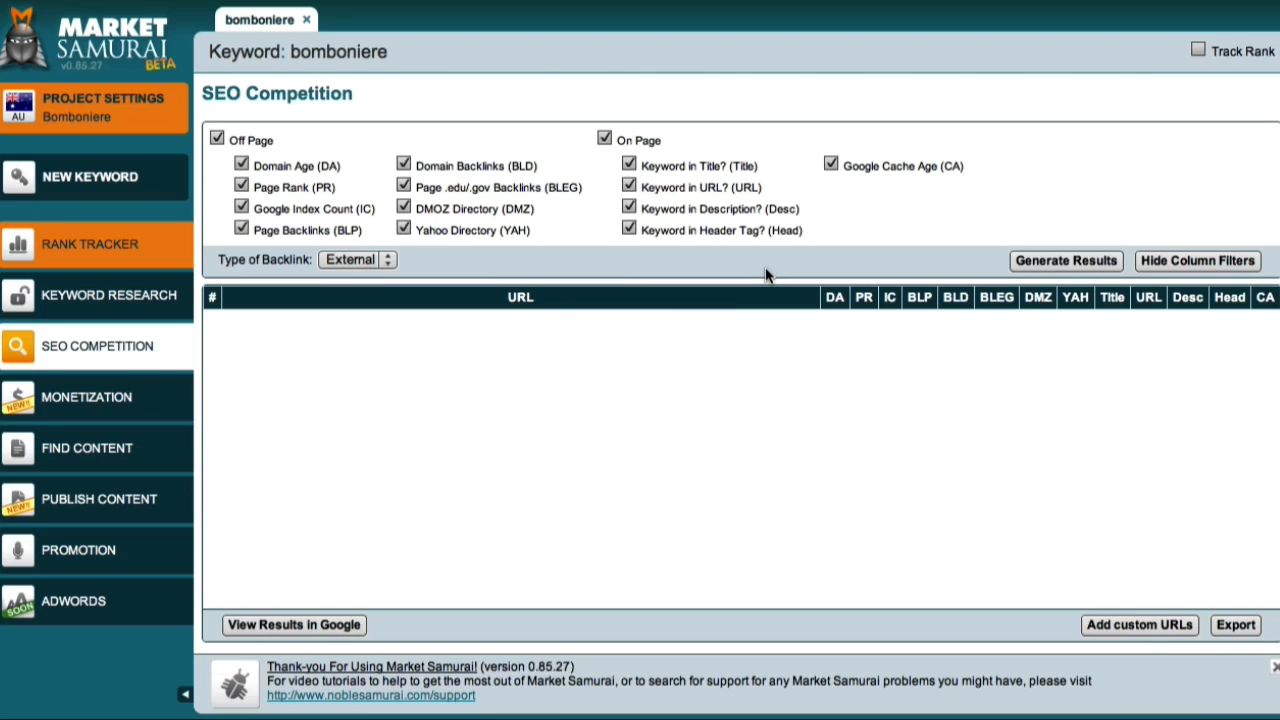 MARKET
SAMURAI
v0.85.27
BETA
bomboniere ×
Keyword: bomboniere
Track Rank
AU
PROJECT SETTINGS
Bomboniere
NEW KEYWORD
RANK TRACKER
KEYWORD RESEARCH
SEO COMPETITION
NEW!!
MONETIZATION
FIND CONTENT
NEW!!
PUBLISH CONTENT
PROMOTION
SOON
ADWORDS
SEO Competition
Off Page
On Page
Domain Age (DA)
Domain Backlinks (BLD)
Keyword in Title? (Title)
Google Cache Age (CA)
Page Rank (PR)
Page .edu/.gov Backlinks (BLEG)
Keyword in URL? (URL)
Google Index Count (IC)
DMOZ Directory (DMZ)
Keyword in Description? (Desc)
Page Backlinks (BLP)
Yahoo Directory (YAH)
Keyword in Header Tag? (Head)
Type of Backlink: External
Generate Results
Hide Column Filters
# URL DA PR IC BLP BLD BLEG DMZ YAH Title URL Desc Head CA
View Results in Google
Add custom URLs
Export
Thank-you For Using Market Samurai! (version 0.85.27)
For video tutorials to help to get the most out of Market Samurai, or to search for support for any Market Samurai problems you might have, please visit
http://www.noblesamurai.com/support